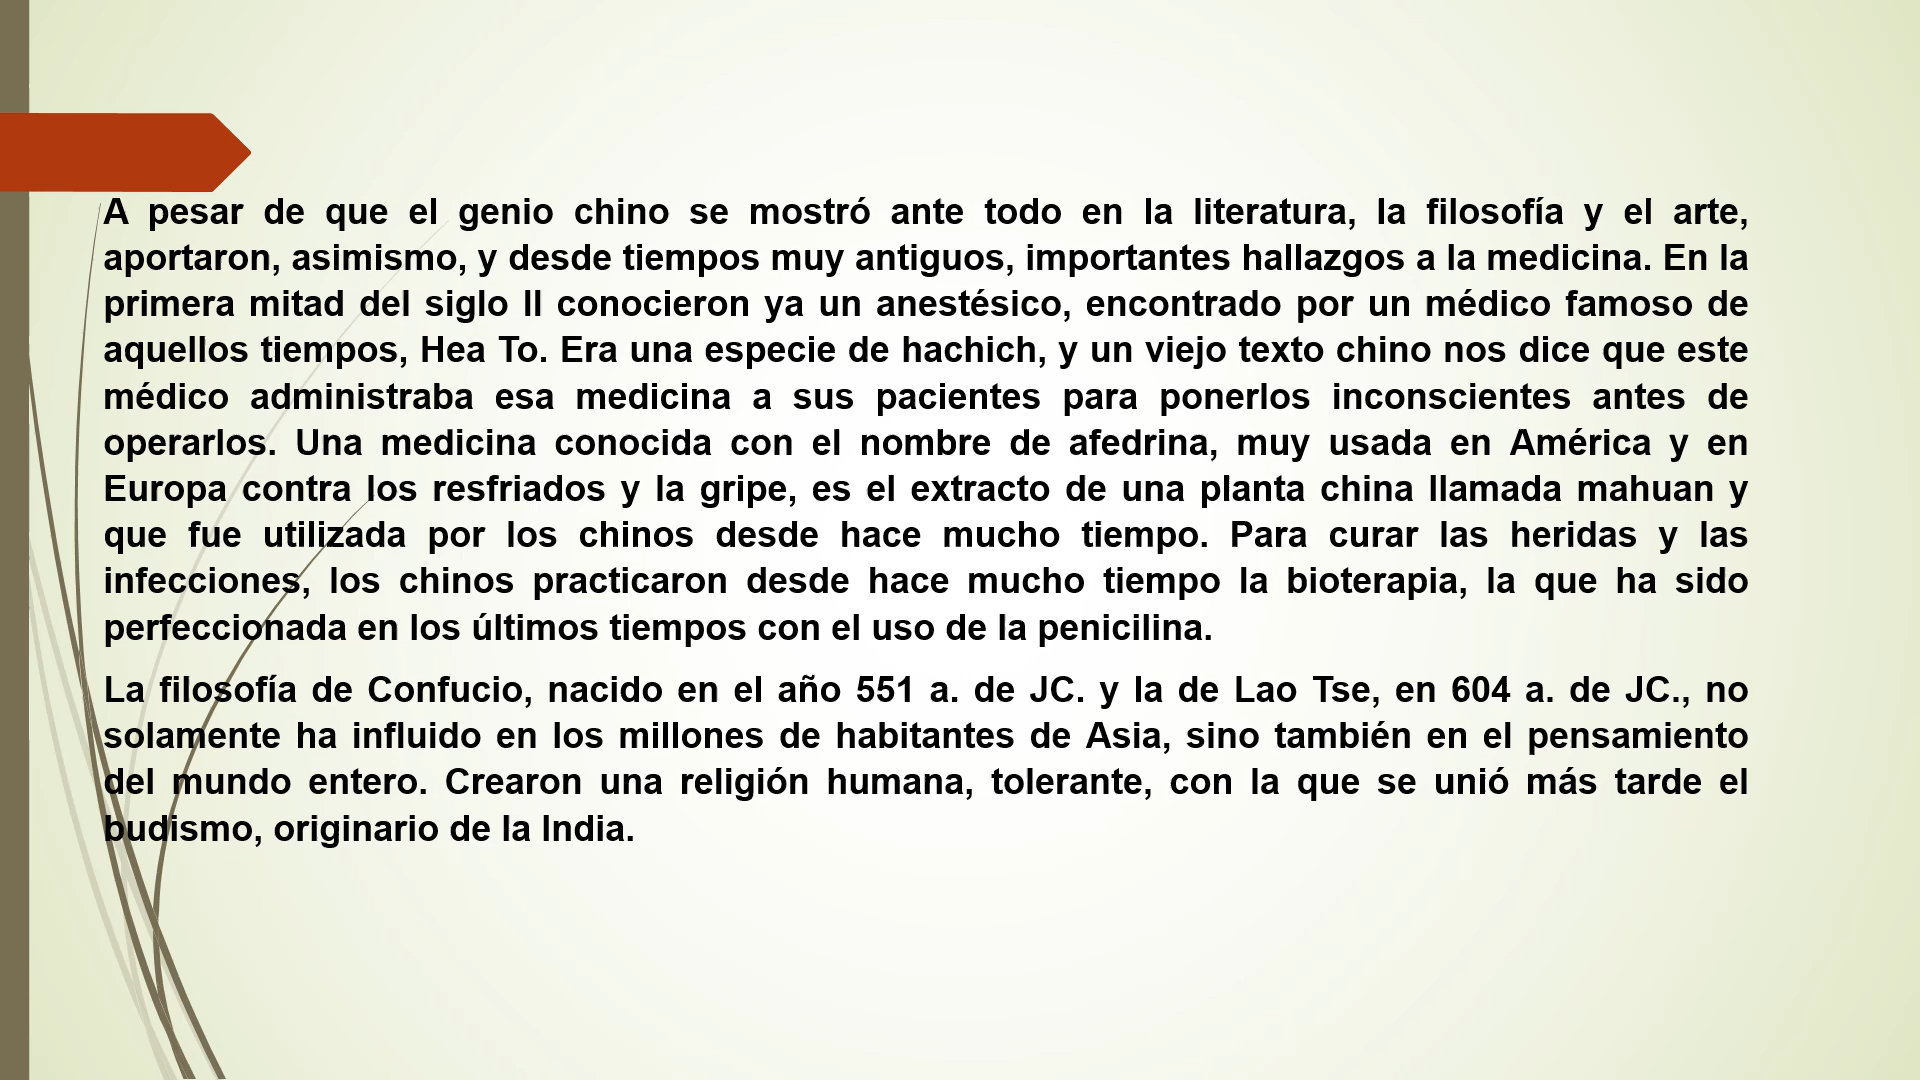 A pesar de que el genio chino se mostró ante todo en la literatura, la filosofía y el arte,
aportaron, asimismo, y desde tiempos muy antiguos, importantes hallazgos a la medicina. En la
primera mitad del siglo II conocieron ya un anestésico, encontrado por un médico famoso de
aquellos tiempos, Hea To. Era una especie de hachich, y un viejo texto chino nos dice que este
médico administraba esa medicina a sus pacientes para ponerlos inconscientes antes de
operarlos. Una medicina conocida con el nombre de afedrina, muy usada en América y en
Europa contra los resfriados y la gripe, es el extracto de una planta china llamada mahuan y
que fue utilizada por los chinos desde hace mucho tiempo. Para curar las heridas y las
infecciones, los chinos practicaron desde hace mucho tiempo la bioterapia, la que ha sido
perfeccionada en los últimos tiempos con el uso de la penicilina.
La filosofía de Confucio, nacido en el año 551 a. de JC. y la de Lao Tse, en 604 a. de JC., no
solamente ha influido en los millones de habitantes de Asia, sino también en el pensamiento
del mundo entero. Crearon una religión humana, tolerante, con la que se unió más tarde el
budismo, originario de la India.